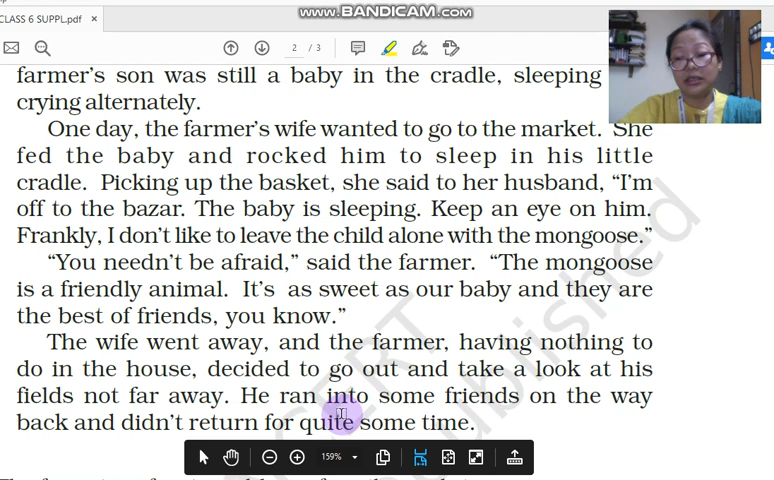 www.BANDICAM.com
CLASS 6 SUPPL.pdf ×
2 / 3
farmer's son was still a baby in the cradle, sleeping
crying alternately.
One day, the farmer's wife wanted to go to the market. She
fed the baby and rocked him to sleep in his little
cradle. Picking up the basket, she said to her husband, "I'm
off to the bazar. The baby is sleeping. Keep an eye on him.
Frankly, I don't like to leave the child alone with the mongoose."
"You needn't be afraid," said the farmer. "The mongoose
is a friendly animal. It's as sweet as our baby and they are
the best of friends, you know."
The wife went away, and the farmer, having nothing to
do in the house, decided to go out and take a look at his
fields not far away. He ran into some friends on the way
back and didn't return for quite some time.
159%